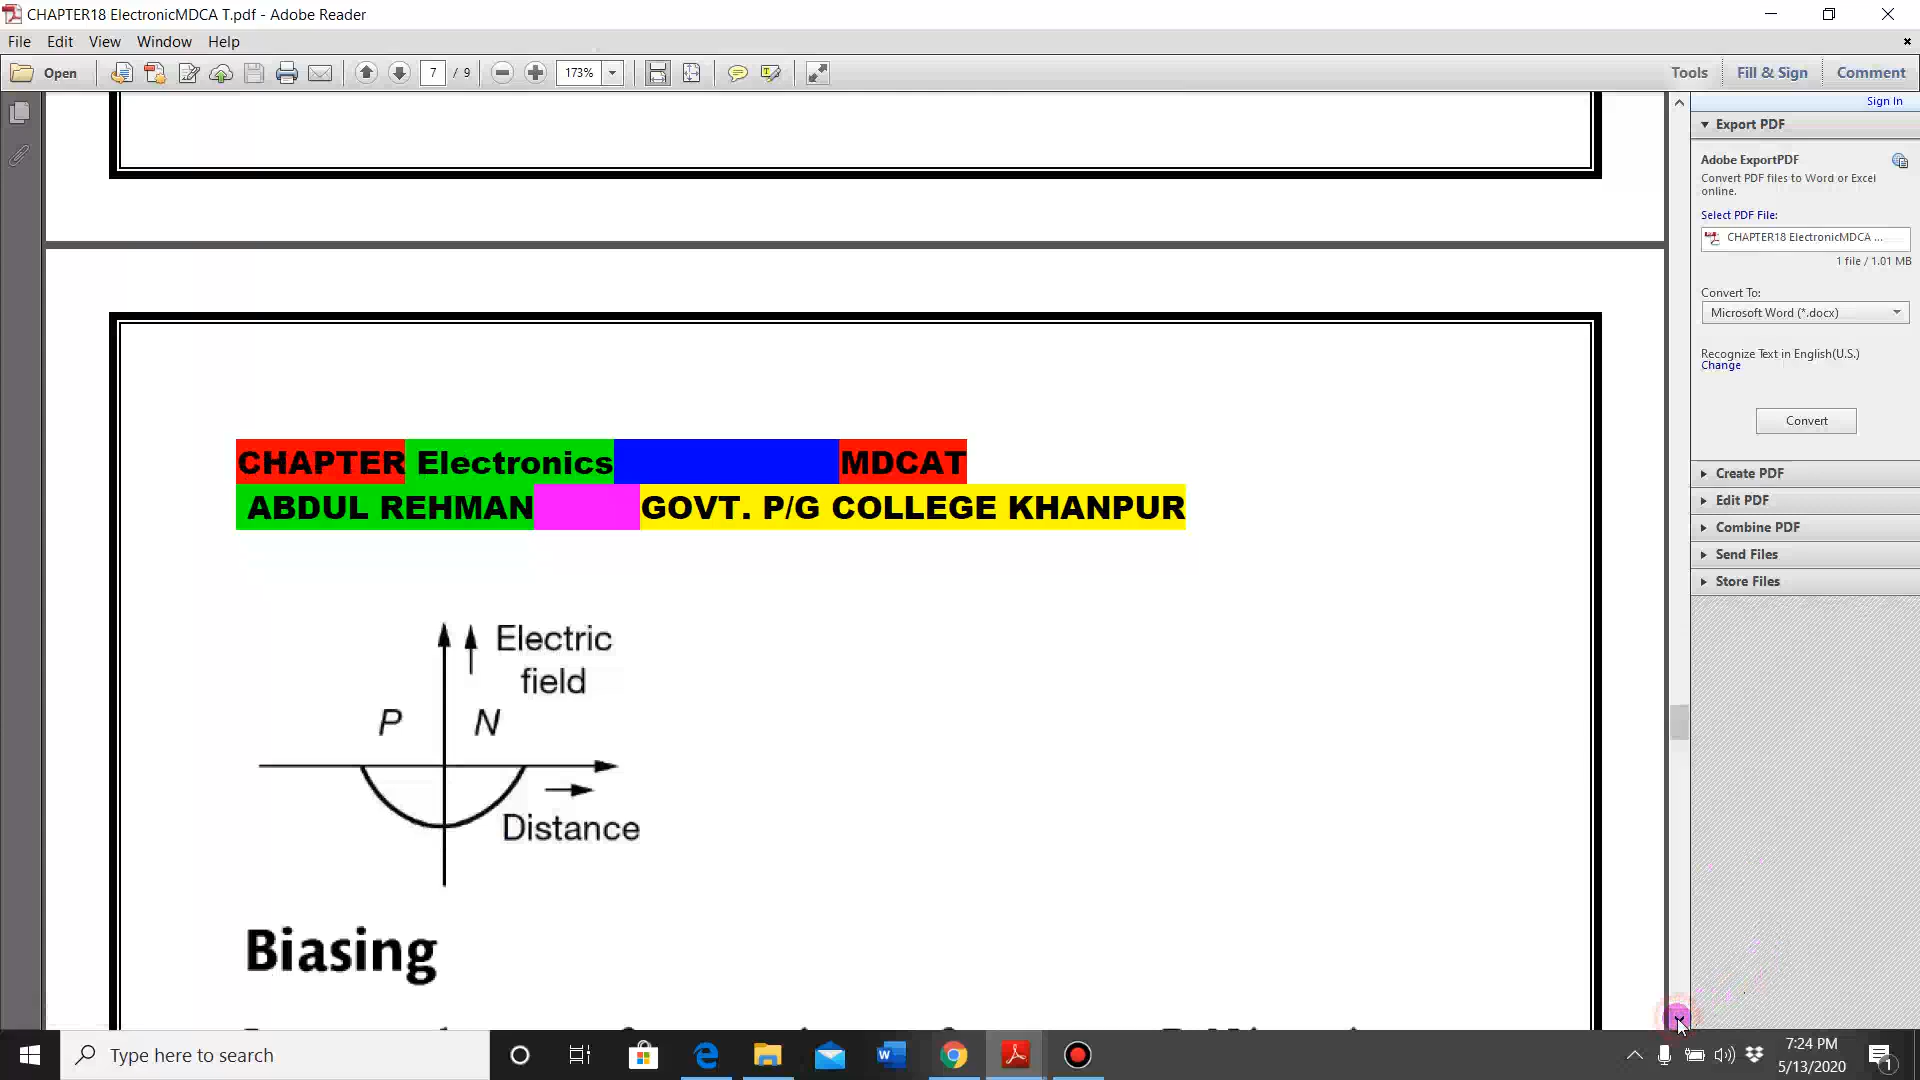 CHAPTER18 ElectronicMDCA T.pdf - Adobe Reader
File Edit View Window Help
Open 7 / 9 173% Tools Fill & Sign Comment
Sign In
Export PDF
Adobe ExportPDF
Convert PDF files to Word or Excel
online.
Select PDF File:
CHAPTER18 ElectronicMDCA ...
1 file / 1.01 MB
Convert To:
Microsoft Word (*.docx)
Recognize Text in English(U.S.)
Change
Convert
Create PDF
Edit PDF
Combine PDF
Send Files
Store Files
CHAPTER Electronics MDCAT
ABDUL REHMAN GOVT. P/G COLLEGE KHANPUR
Electric
field
P N
Distance
Biasing
Type here to search
7:24 PM
5/13/2020
1